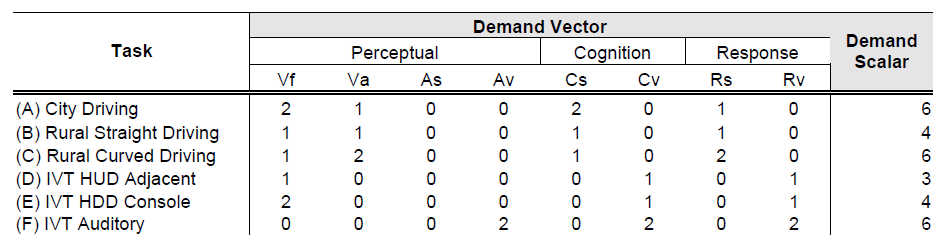 Task Demand Vector Demand Scalar
Perceptual Cognition Response
Vf Va As Av Cs Cv Rs Rv
(A) City Driving 2 1 0 0 2 0 1 0 6
(B) Rural Straight Driving 1 1 0 0 1 0 1 0 4
(C) Rural Curved Driving 1 2 0 0 1 0 2 0 6
(D) IVT HUD Adjacent 1 0 0 0 0 1 0 1 3
(E) IVT HDD Console 2 0 0 0 0 1 0 1 4
(F) IVT Auditory 0 0 0 2 0 2 0 2 6